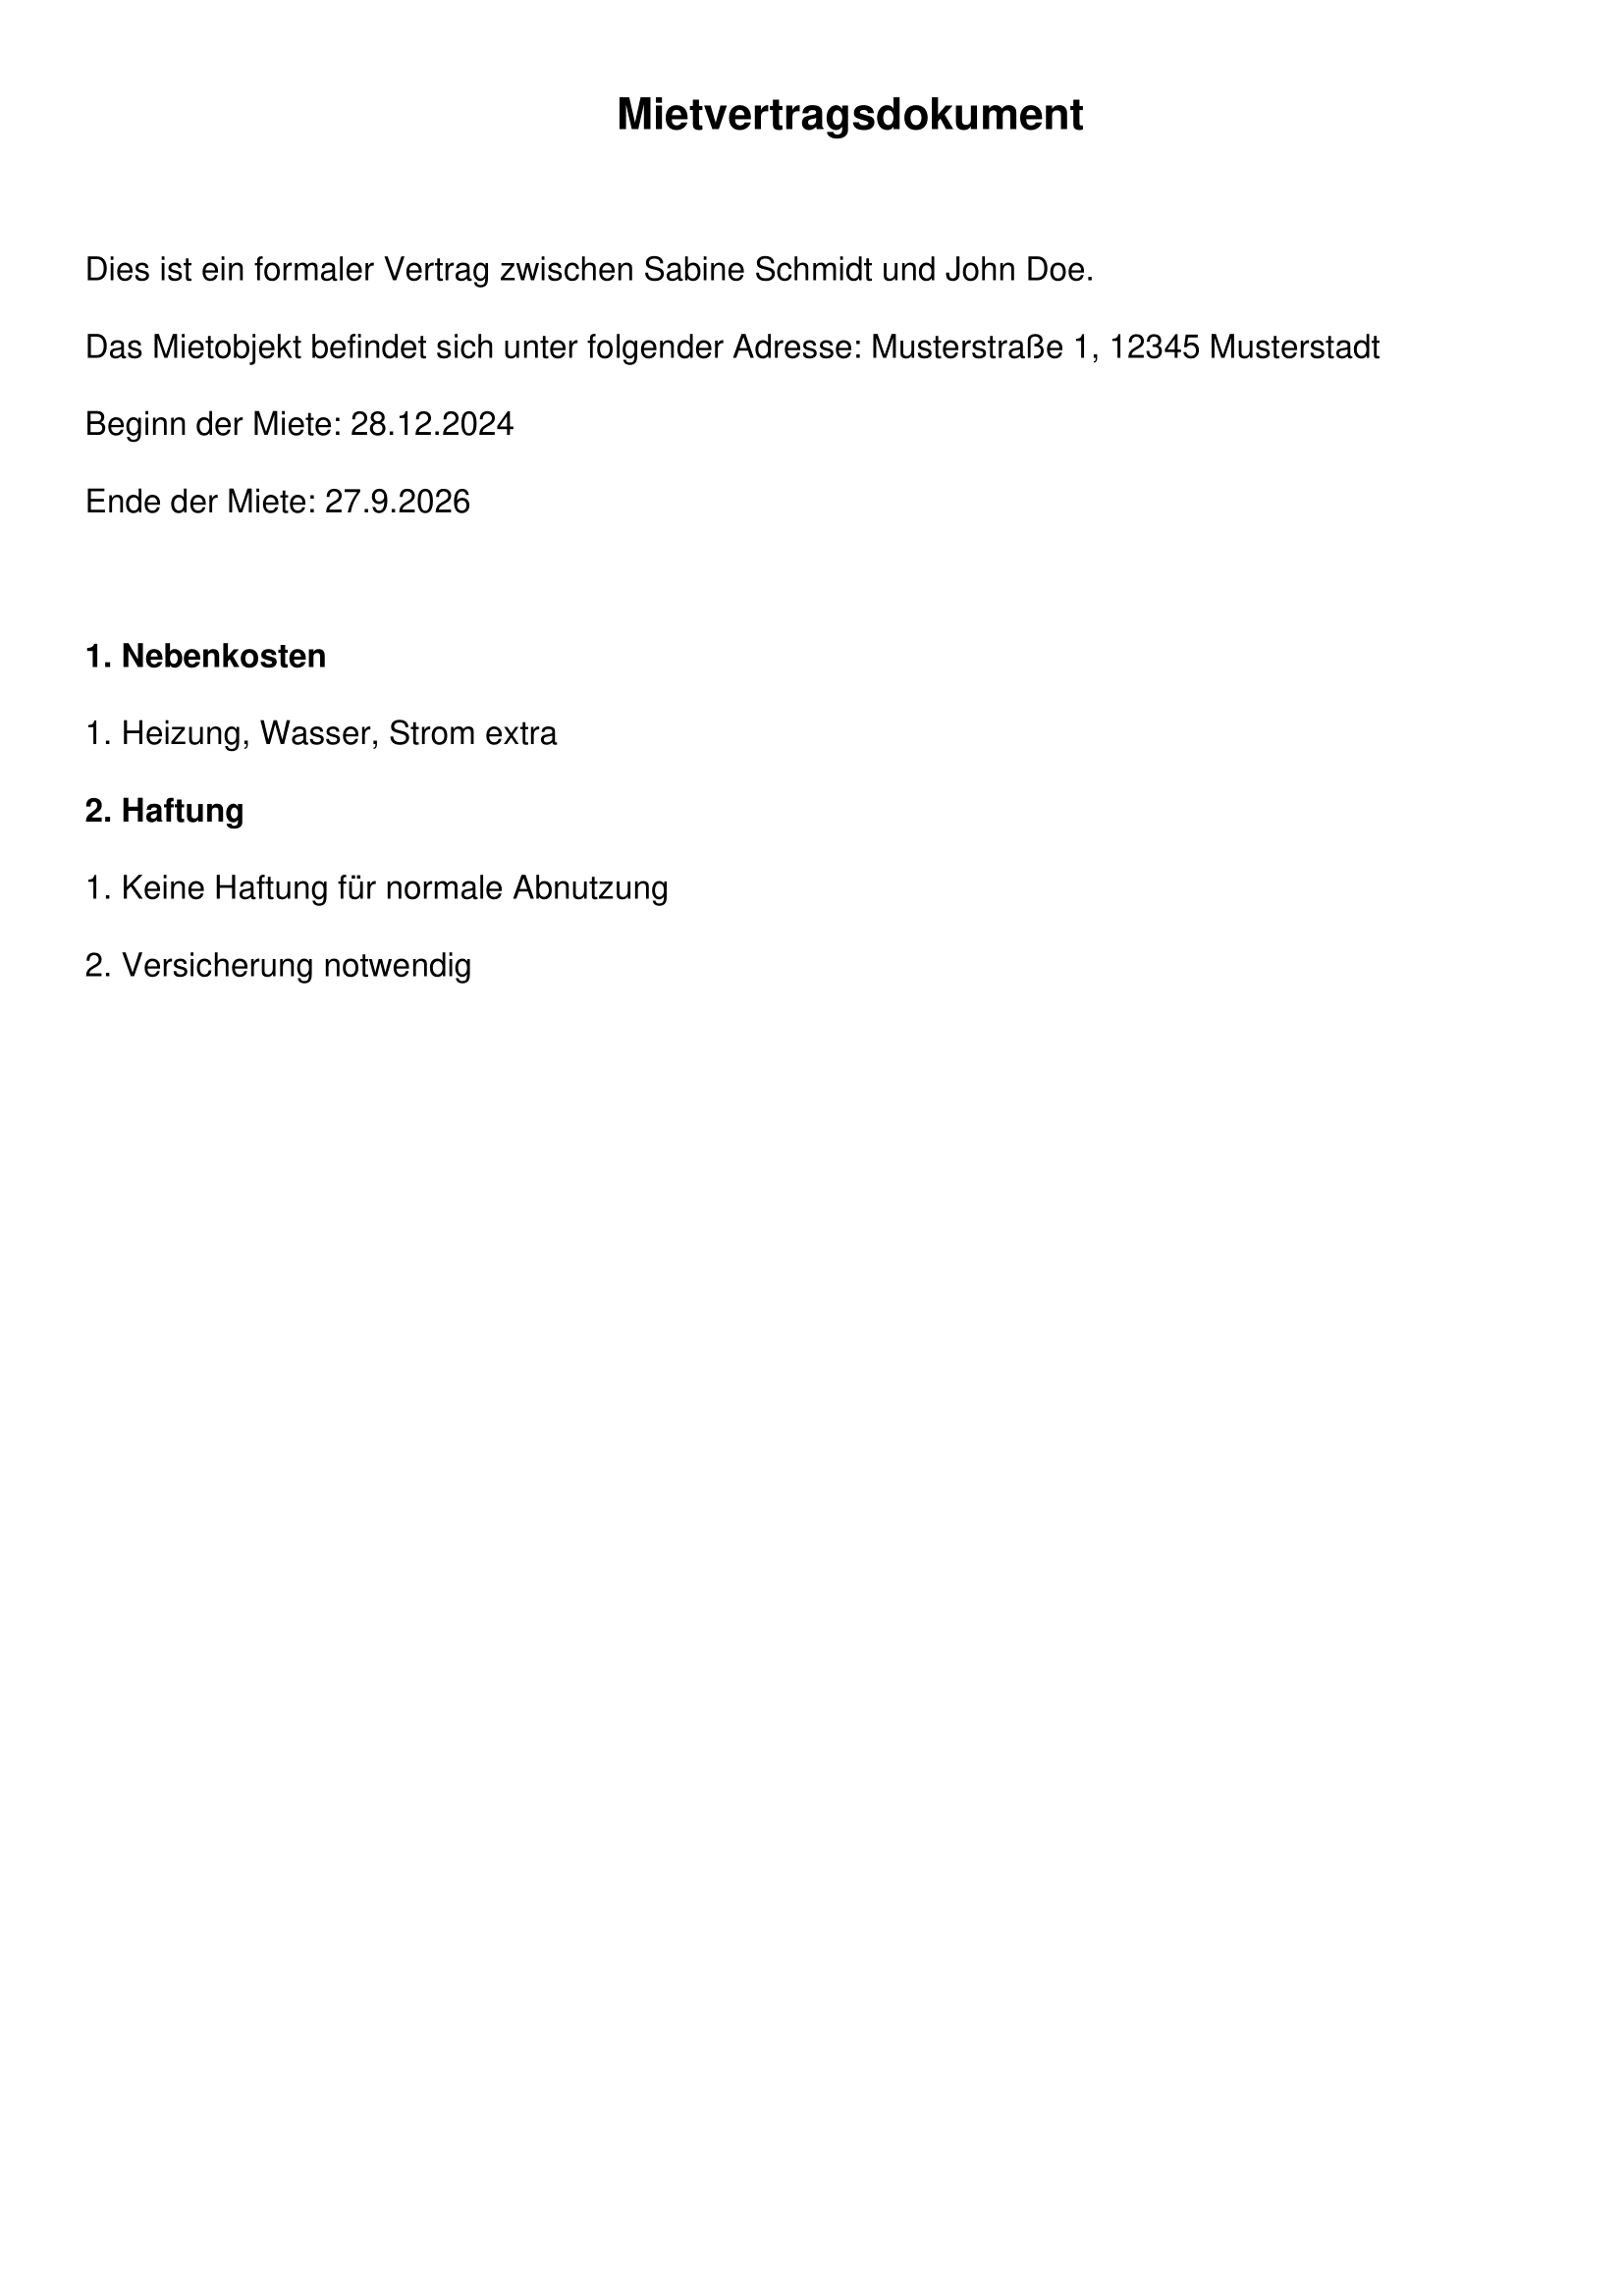 Mietvertragsdokument
Dies ist ein formaler Vertrag zwischen Sabine Schmidt und John Doe.
Das Mietobjekt befindet sich unter folgender Adresse: Musterstraße 1, 12345 Musterstadt
Beginn der Miete: 28.12.2024
Ende der Miete: 27.9.2026
1. Nebenkosten
1. Heizung, Wasser, Strom extra
2. Haftung
1. Keine Haftung für normale Abnutzung
2. Versicherung notwendig